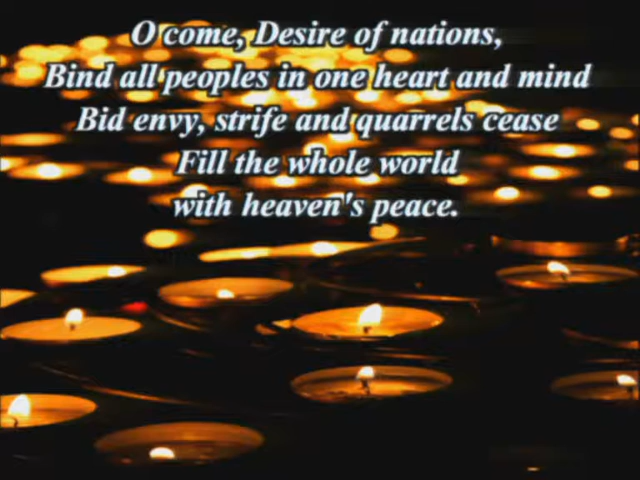 O come, Desire of nations,
Bind all peoples in one heart and mind
Bid envy, strife and quarrels cease
Fill the whole world
with heaven's peace.